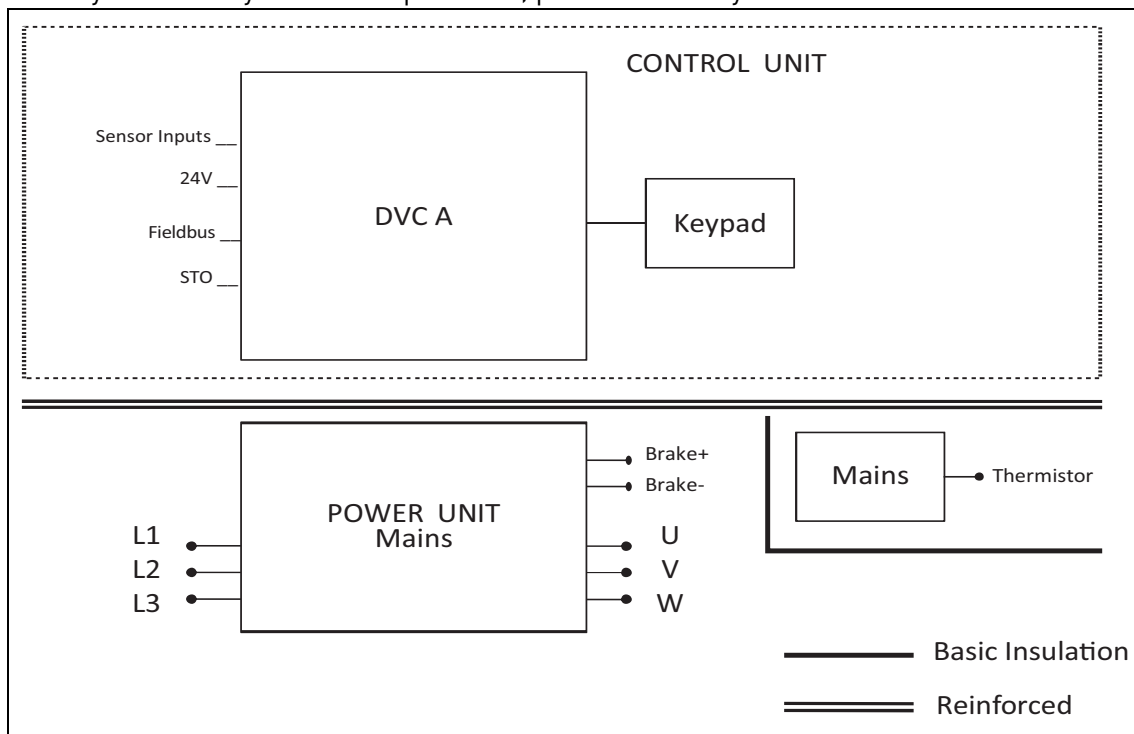 CONTROL UNIT
Sensor Inputs
24V
Fieldbus
STO
DVC A
Keypad
POWER UNIT
Mains
L1
L2
L3
Brake+
Brake-
U
V
W
Mains
Thermistor
Basic Insulation
Reinforced